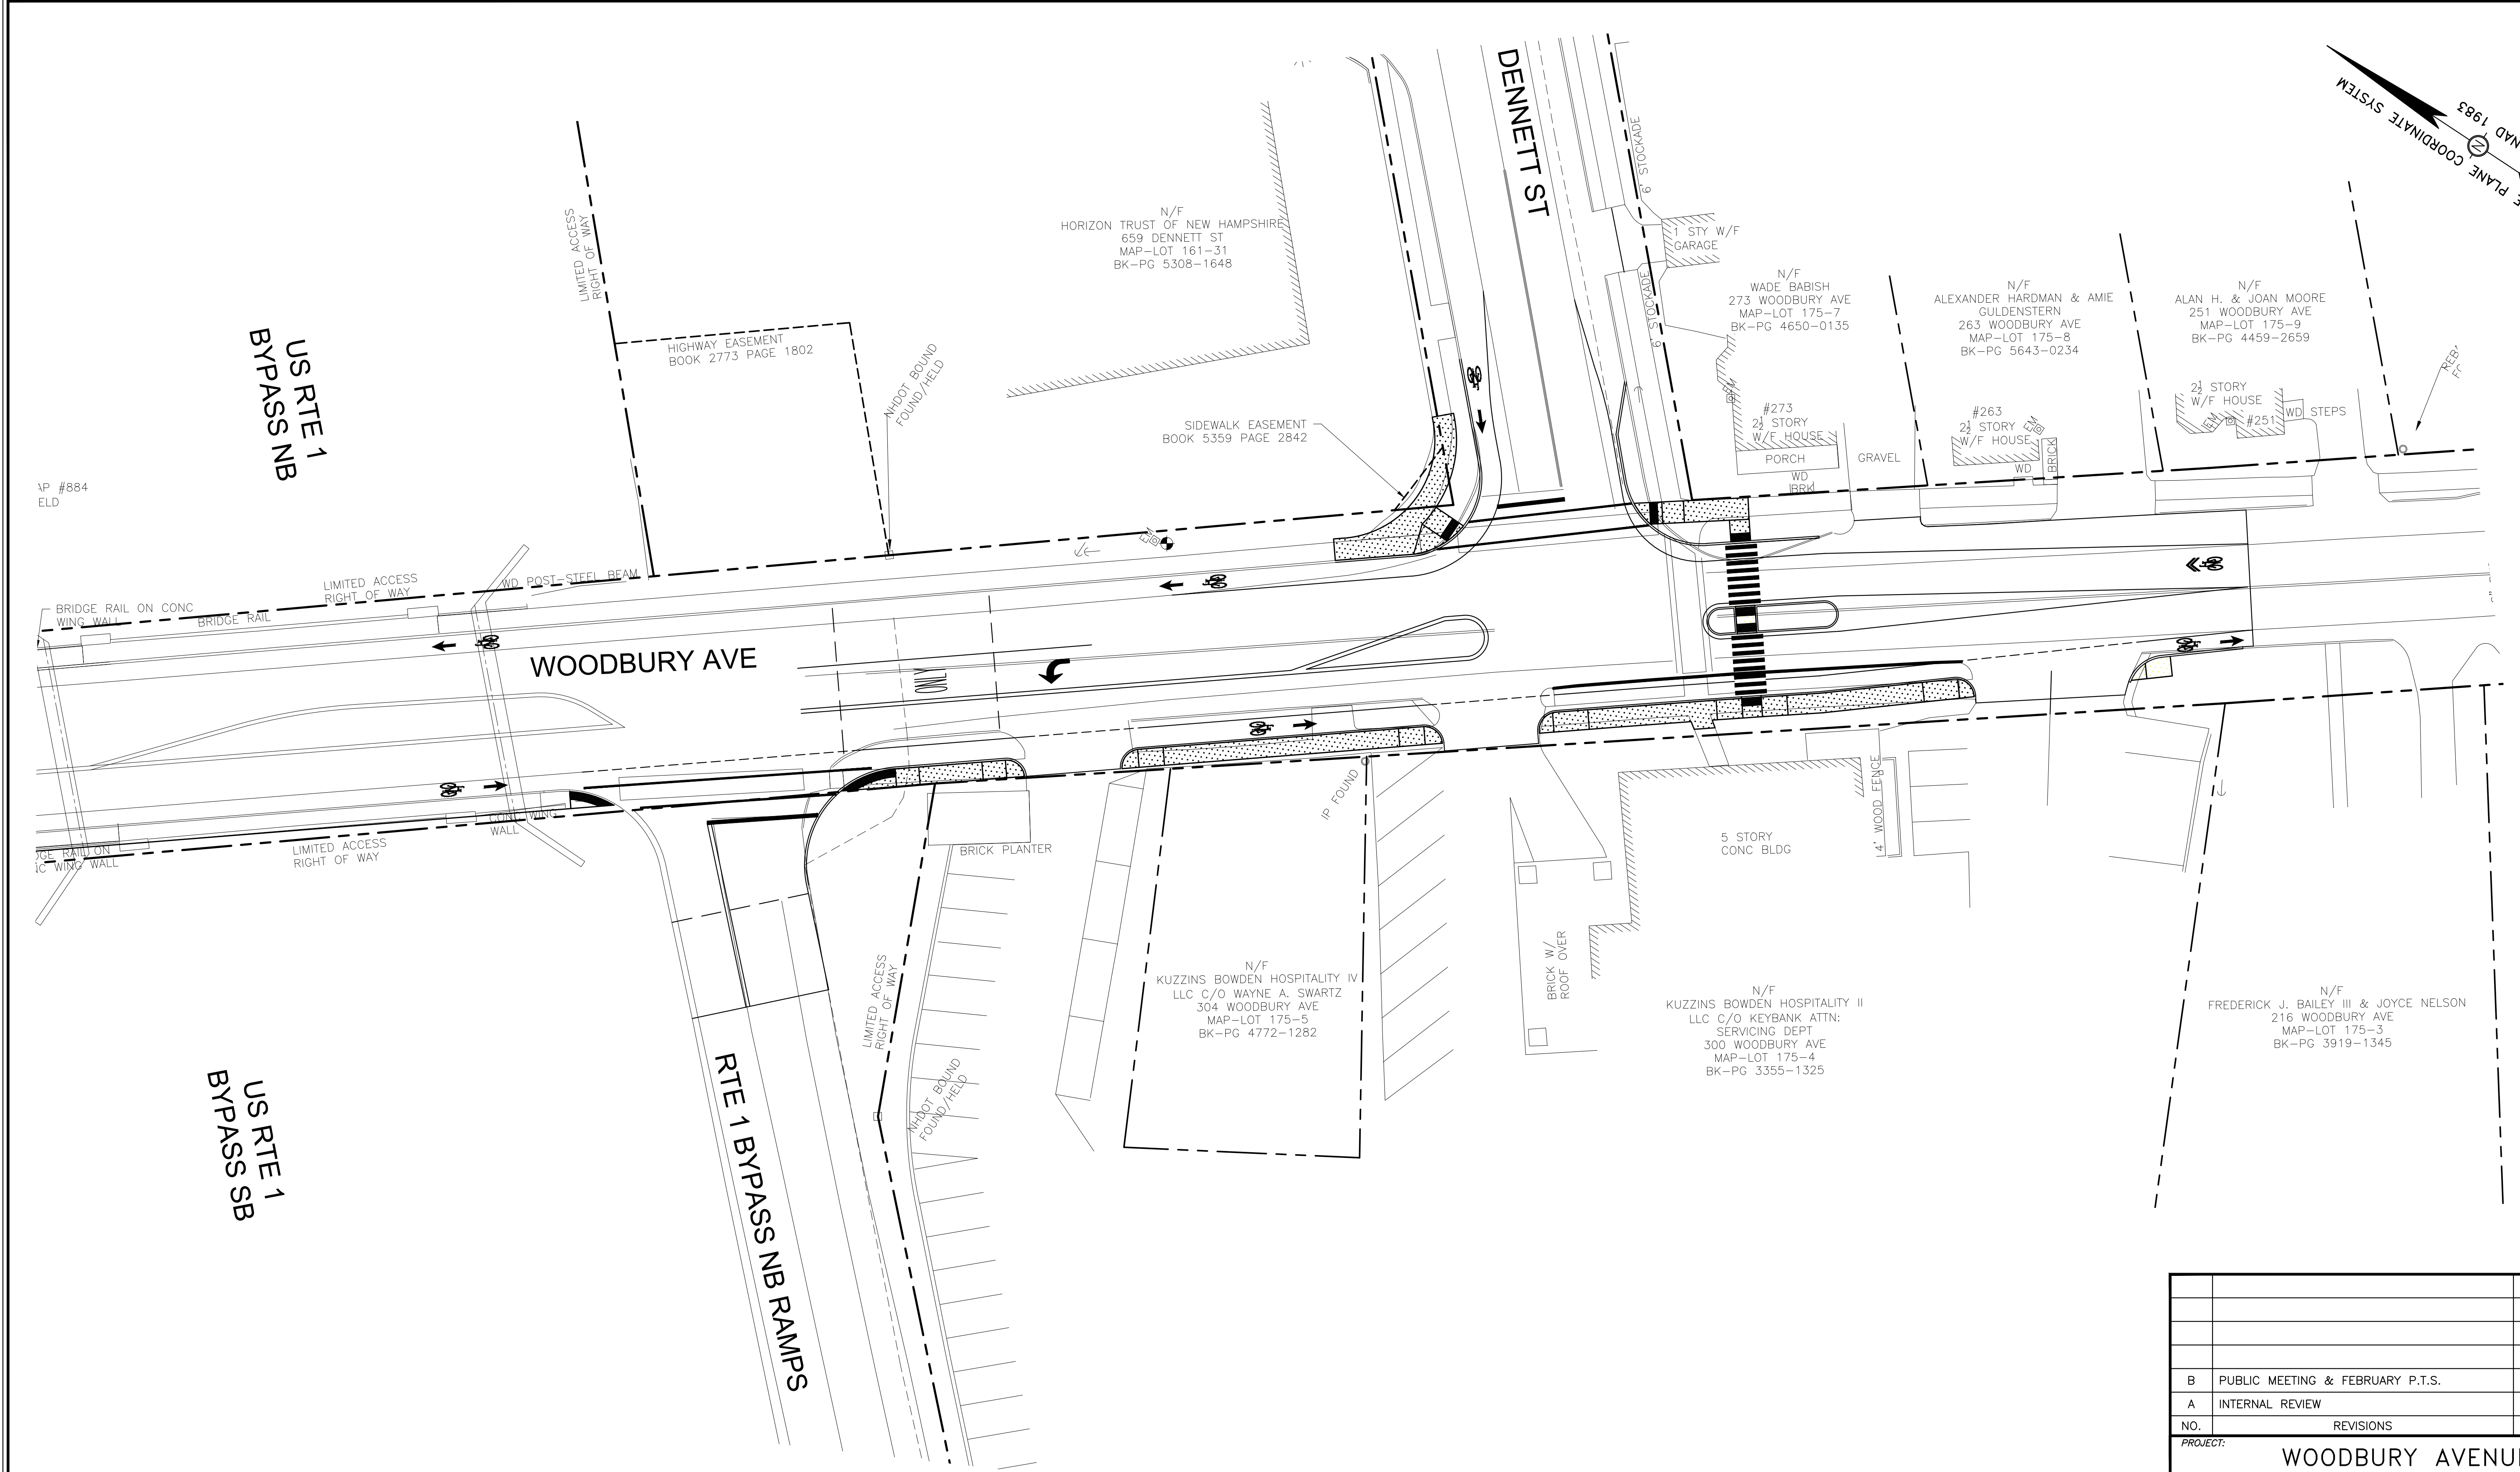 US RTE 1
BYPASS NB
#884
ELD
LIMITED ACCESS
RIGHT OF WAY
HIGHWAY EASEMENT
BOOK 2773 PAGE 1802
NHDOT BOUND
FOUND/HELD
N/F
HORIZON TRUST OF NEW HAMPSHIRE
659 DENNETT ST
MAP-LOT 161-31
BK-PG 5308-1648
SIDEWALK EASEMENT
BOOK 5359 PAGE 2842
DENNETT ST
6' STOCKADE
6' STOCKADE
1 STY W/F
GARAGE
N/F
WADE BABISH
273 WOODBURY AVE
MAP-LOT 175-7
BK-PG 4650-0135
EM
#273
2½ STORY
W/F HOUSE
PORCH
WD
BRK
GRAVEL
N/F
ALEXANDER HARDMAN & AMIE
GULDENSTERN
263 WOODBURY AVE
MAP-LOT 175-8
BK-PG 5643-0234
#263
2½ STORY
W/F HOUSE
EM
WD
BRICK
N/F
ALAN H. & JOAN MOORE
251 WOODBURY AVE
MAP-LOT 175-9
BK-PG 4459-2659
2½ STORY
W/F HOUSE
EM
#251
WD STEPS
PLANE COORDINATE SYSTEM
NAD 1983
N
BRIDGE RAIL ON CONC
WING WALL
BRIDGE RAIL
LIMITED ACCESS
RIGHT OF WAY
WD POST-STEEL BEAM
EM
WOODBURY AVE
ONLY
CONC WING
WALL
RAIL ON
WING WALL
LIMITED ACCESS
RIGHT OF WAY
BRICK PLANTER
IP FOUND
5 STORY
CONC BLDG
4' WOOD FENCE
BRICK W/
ROOF OVER
LIMITED ACCESS
RIGHT OF WAY
NHDOT BOUND
FOUND/HELD
N/F
KUZZINS BOWDEN HOSPITALITY IV
LLC C/O WAYNE A. SWARTZ
304 WOODBURY AVE
MAP-LOT 175-5
BK-PG 4772-1282
N/F
KUZZINS BOWDEN HOSPITALITY II
LLC C/O KEYBANK ATTN:
SERVICING DEPT
300 WOODBURY AVE
MAP-LOT 175-4
BK-PG 3355-1325
N/F
FREDERICK J. BAILEY III & JOYCE NELSON
216 WOODBURY AVE
MAP-LOT 175-3
BK-PG 3919-1345
US RTE 1
BYPASS SB
RTE 1 BYPASS NB RAMPS
B PUBLIC MEETING & FEBRUARY P.T.S.
A INTERNAL REVIEW
NO. REVISIONS
PROJECT:
WOODBURY AVENU